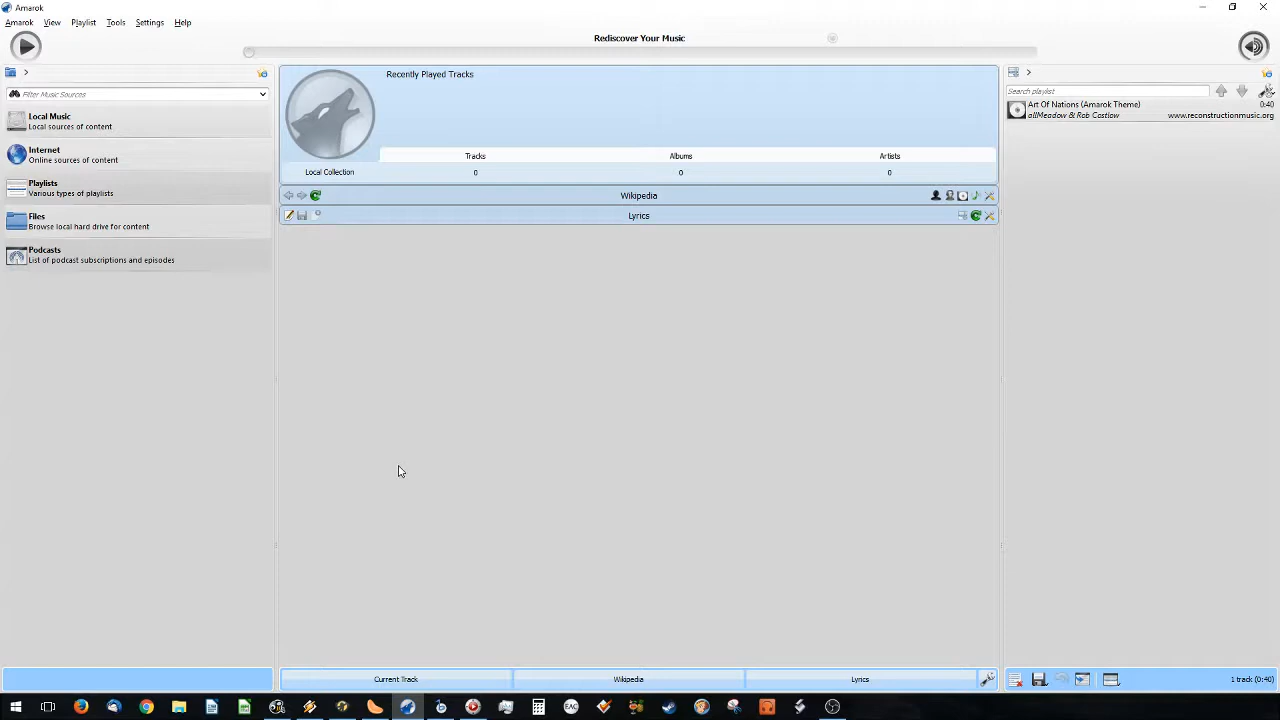 Amarok
Amarok View Playlist Tools Settings Help
Rediscover Your Music
Filter Music Sources
Local Music
Local sources of content
Internet
Online sources of content
Playlists
Various types of playlists
Files
Browse local hard drive for content
Podcasts
List of podcast subscriptions and episodes
Recently Played Tracks
Tracks Albums Artists
Local Collection 0 0 0
Wikipedia
Lyrics
Current Track Wikipedia Lyrics
Search playlist
Art Of Nations (Amarok Theme) 0:40
allMeadow & Rob Costlow www.reconstructionmusic.org
1 track (0:40)
EAC